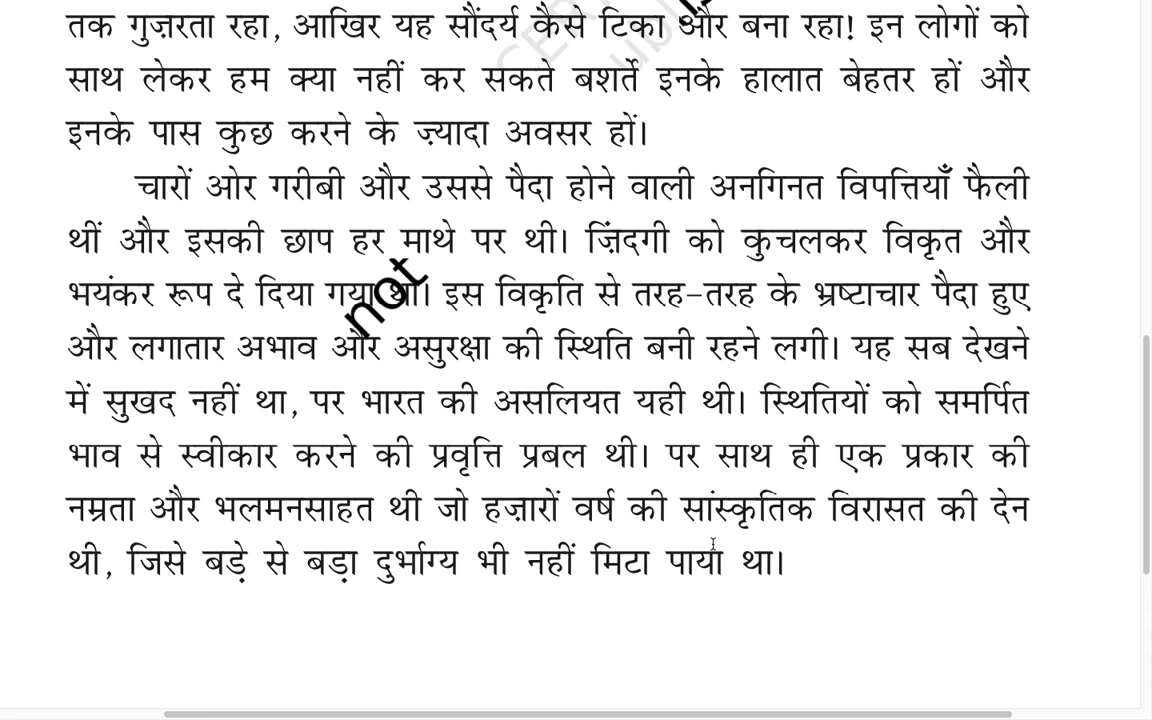 तक गुज़रता रहा, आखिर यह सौंदर्य कैसे टिका और बना रहा! इन लोगों को
साथ लेकर हम क्या नहीं कर सकते बशर्ते इनके हालात बेहतर हों और
इनके पास कुछ करने के ज़्यादा अवसर हों।
चारों ओर गरीबी और उससे पैदा होने वाली अनगिनत विपत्तियाँ फैली
थीं और इसकी छाप हर माथे पर थी। ज़िंदगी को कुचलकर विकृत और
भयंकर रूप दे दिया गया था। इस विकृति से तरह-तरह के भ्रष्टाचार पैदा हुए
not
और लगातार अभाव और असुरक्षा की स्थिति बनी रहने लगी। यह सब देखने
में सुखद नहीं था, पर भारत की असलियत यही थी। स्थितियों को समर्पित
भाव से स्वीकार करने की प्रवृत्ति प्रबल थी। पर साथ ही एक प्रकार की
नम्रता और भलमनसाहत थी जो हज़ारों वर्ष की सांस्कृतिक विरासत की देन
थी, जिसे बड़े से बड़ा दुर्भाग्य भी नहीं मिटा पाया था।